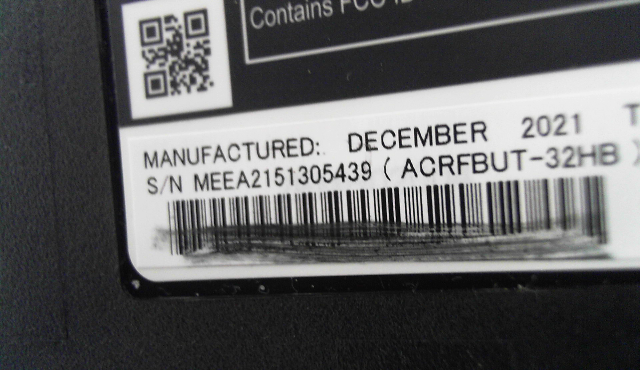 Contains FCC ID
MANUFACTURED: DECEMBER 2021 T
S/N MEEA2151305439 ( ACRFBUT-32HB )